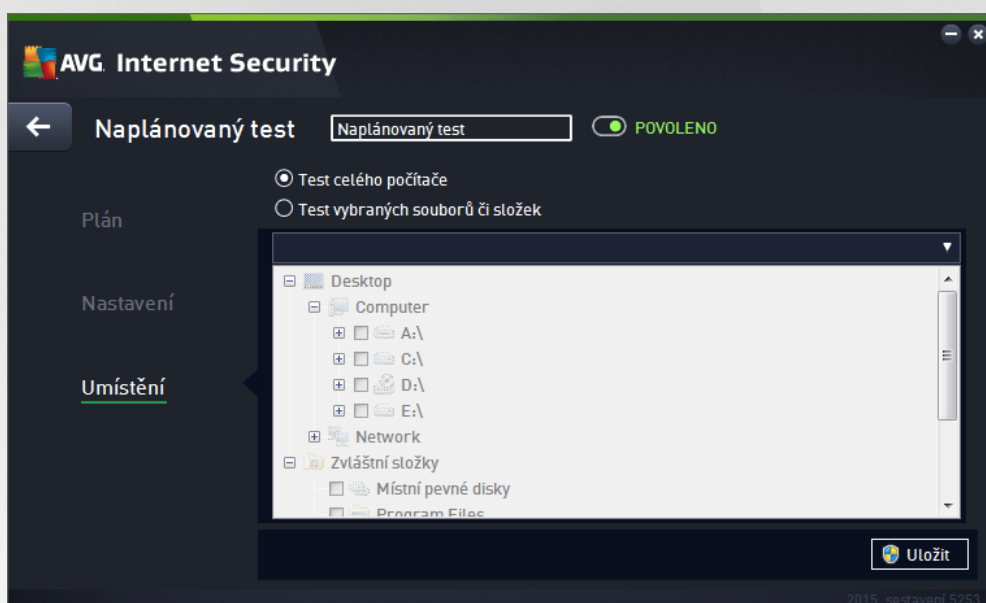 AVG. Internet Security
Naplánovaný test
Naplánovaný test
POVOLENO
Test celého počítače
Test vybraných souborů či složek
Plán
Nastavení
Umístění
Desktop
Computer
A:\
C:\
D:\
E:\
Network
Zvláštní složky
Místní pevné disky
Program Files
Uložit
2015, sestavení 5253